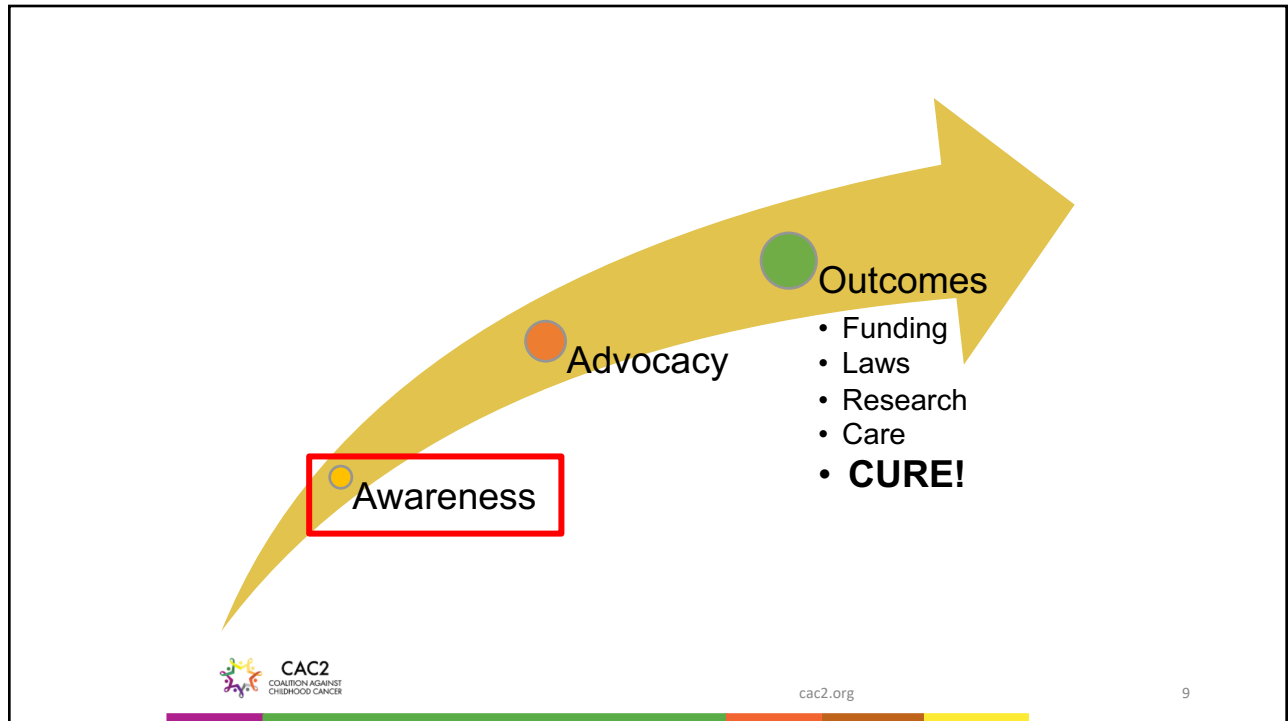 Outcomes
• Funding
• Laws
• Research
• Care
• CURE!
Advocacy
Awareness
CAC2
COALITION AGAINST
CHILDHOOD CANCER
cac2.org
9